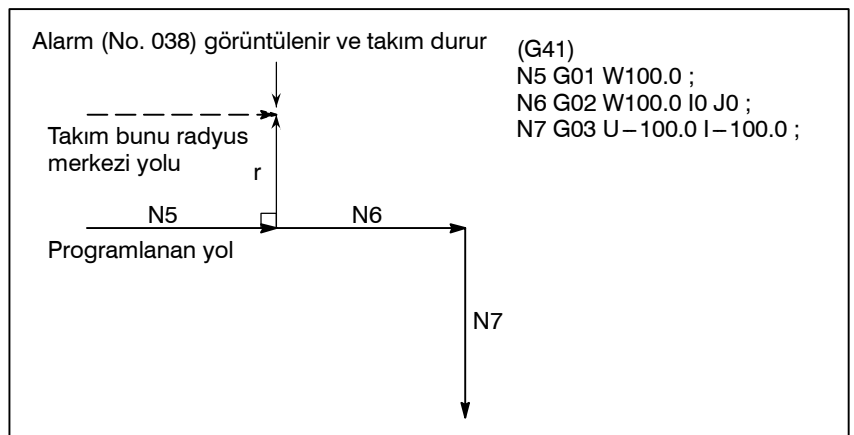 Alarm (No. 038) görüntülenir ve takım durur
(G41)
N5 G01 W100.0 ;
N6 G02 W100.0 I0 J0 ;
N7 G03 U–100.0 I–100.0 ;
Takım bunu radyus
merkezi yolu
r
N5
N6
Programlanan yol
N7